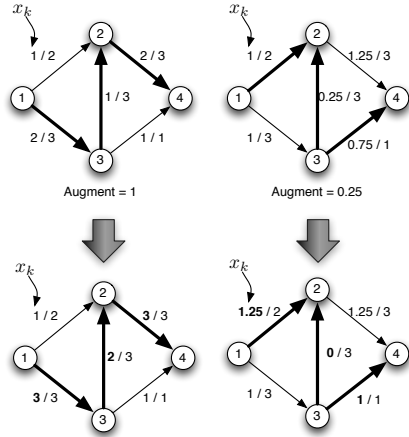 x_k
x_k
2
2
1 / 2
2 / 3
1 / 2
1.25 / 3
1
1 / 3
4
1
0.25 / 3
4
2 / 3
1 / 1
1 / 3
0.75 / 1
3
3
Augment = 1
Augment = 0.25
x_k
x_k
2
2
1 / 2
3 / 3
1.25 / 2
1.25 / 3
1
2 / 3
4
1
0 / 3
4
3 / 3
1 / 1
1 / 3
1 / 1
3
3